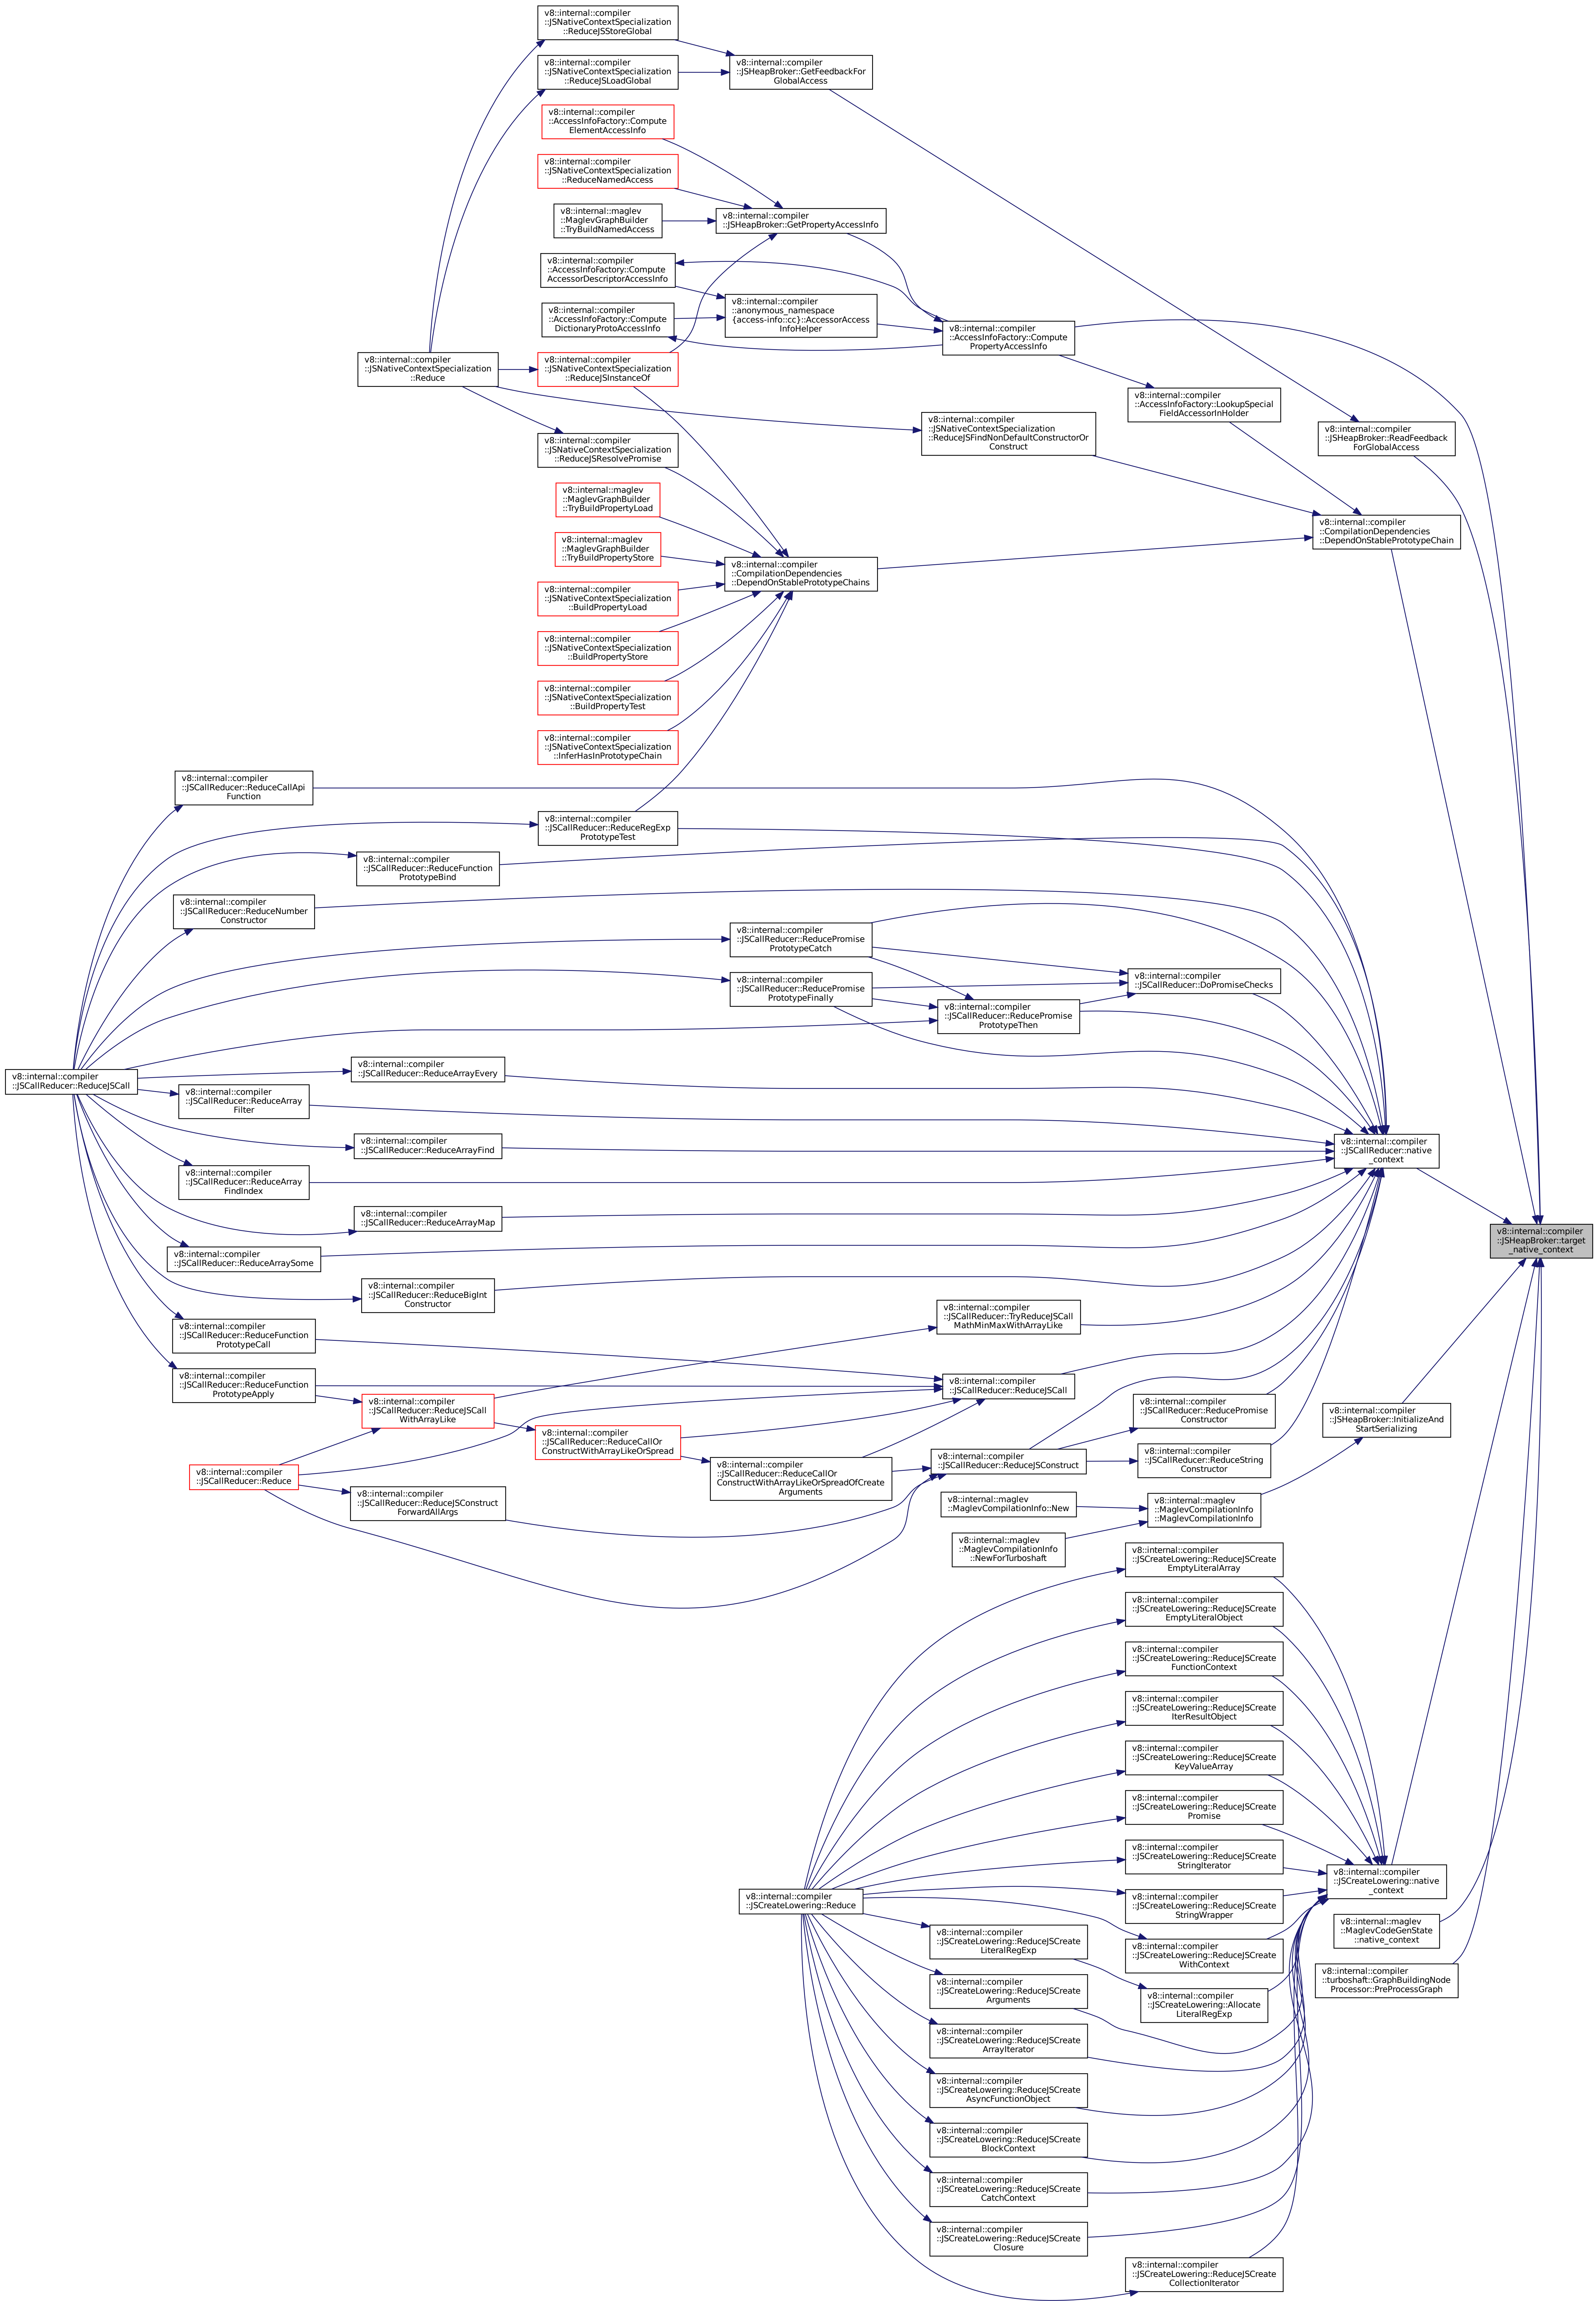 v8::internal::compiler
::JSNativeContextSpecialization
::ReduceJSStoreGlobal
v8::internal::compiler
::JSNativeContextSpecialization
::ReduceJSLoadGlobal
v8::internal::compiler
::JSHeapBroker::GetFeedbackFor
GlobalAccess
v8::internal::compiler
::AccessInfoFactory::Compute
ElementAccessInfo
v8::internal::compiler
::JSNativeContextSpecialization
::ReduceNamedAccess
v8::internal::maglev
::MaglevGraphBuilder
::TryBuildNamedAccess
v8::internal::compiler
::JSHeapBroker::GetPropertyAccessInfo
v8::internal::compiler
::AccessInfoFactory::Compute
AccessorDescriptorAccessInfo
v8::internal::compiler
::AccessInfoFactory::Compute
DictionaryProtoAccessInfo
v8::internal::compiler
::anonymous_namespace
{access-info::cc}::AccessorAccess
InfoHelper
v8::internal::compiler
::AccessInfoFactory::Compute
PropertyAccessInfo
v8::internal::compiler
::JSNativeContextSpecialization
::Reduce
v8::internal::compiler
::JSNativeContextSpecialization
::ReduceJSInstanceOf
v8::internal::compiler
::AccessInfoFactory::LookupSpecial
FieldAccessorInHolder
v8::internal::compiler
::JSNativeContextSpecialization
::ReduceJSFindNonDefaultConstructorOr
Construct
v8::internal::compiler
::JSHeapBroker::ReadFeedback
ForGlobalAccess
v8::internal::compiler
::JSNativeContextSpecialization
::ReduceJSResolvePromise
v8::internal::maglev
::MaglevGraphBuilder
::TryBuildPropertyLoad
v8::internal::compiler
::CompilationDependencies
::DependOnStablePrototypeChain
v8::internal::maglev
::MaglevGraphBuilder
::TryBuildPropertyStore
v8::internal::compiler
::CompilationDependencies
::DependOnStablePrototypeChains
v8::internal::compiler
::JSNativeContextSpecialization
::BuildPropertyLoad
v8::internal::compiler
::JSNativeContextSpecialization
::BuildPropertyStore
v8::internal::compiler
::JSNativeContextSpecialization
::BuildPropertyTest
v8::internal::compiler
::JSNativeContextSpecialization
::InferHasInPrototypeChain
v8::internal::compiler
::JSCallReducer::ReduceCallApi
Function
v8::internal::compiler
::JSCallReducer::ReduceRegExp
PrototypeTest
v8::internal::compiler
::JSCallReducer::ReduceFunction
PrototypeBind
v8::internal::compiler
::JSCallReducer::ReduceNumber
Constructor
v8::internal::compiler
::JSCallReducer::ReducePromise
PrototypeCatch
v8::internal::compiler
::JSCallReducer::ReducePromise
PrototypeFinally
v8::internal::compiler
::JSCallReducer::DoPromiseChecks
v8::internal::compiler
::JSCallReducer::ReducePromise
PrototypeThen
v8::internal::compiler
::JSCallReducer::ReduceJSCall
v8::internal::compiler
::JSCallReducer::ReduceArrayEvery
v8::internal::compiler
::JSCallReducer::ReduceArray
Filter
v8::internal::compiler
::JSCallReducer::ReduceArrayFind
v8::internal::compiler
::JSCallReducer::native
_context
v8::internal::compiler
::JSCallReducer::ReduceArray
FindIndex
v8::internal::compiler
::JSCallReducer::ReduceArrayMap
v8::internal::compiler
::JSHeapBroker::target
_native_context
v8::internal::compiler
::JSCallReducer::ReduceArraySome
v8::internal::compiler
::JSCallReducer::ReduceBigInt
Constructor
v8::internal::compiler
::JSCallReducer::TryReduceJSCall
MathMinMaxWithArrayLike
v8::internal::compiler
::JSCallReducer::ReduceFunction
PrototypeCall
v8::internal::compiler
::JSCallReducer::ReduceFunction
PrototypeApply
v8::internal::compiler
::JSCallReducer::ReduceJSCall
v8::internal::compiler
::JSCallReducer::ReduceJSCall
WithArrayLike
v8::internal::compiler
::JSCallReducer::ReducePromise
Constructor
v8::internal::compiler
::JSHeapBroker::InitializeAnd
StartSerializing
v8::internal::compiler
::JSCallReducer::ReduceCallOr
ConstructWithArrayLikeOrSpread
v8::internal::compiler
::JSCallReducer::ReduceJSConstruct
v8::internal::compiler
::JSCallReducer::ReduceString
Constructor
v8::internal::compiler
::JSCallReducer::Reduce
v8::internal::compiler
::JSCallReducer::ReduceCallOr
ConstructWithArrayLikeOrSpreadOfCreate
Arguments
v8::internal::compiler
::JSCallReducer::ReduceJSConstruct
ForwardAllArgs
v8::internal::maglev
::MaglevCompilationInfo::New
v8::internal::maglev
::MaglevCompilationInfo
::MaglevCompilationInfo
v8::internal::maglev
::MaglevCompilationInfo
::NewForTurboshaft
v8::internal::compiler
::JSCreateLowering::ReduceJSCreate
EmptyLiteralArray
v8::internal::compiler
::JSCreateLowering::ReduceJSCreate
EmptyLiteralObject
v8::internal::compiler
::JSCreateLowering::ReduceJSCreate
FunctionContext
v8::internal::compiler
::JSCreateLowering::ReduceJSCreate
IterResultObject
v8::internal::compiler
::JSCreateLowering::ReduceJSCreate
KeyValueArray
v8::internal::compiler
::JSCreateLowering::ReduceJSCreate
Promise
v8::internal::compiler
::JSCreateLowering::ReduceJSCreate
StringIterator
v8::internal::compiler
::JSCreateLowering::native
_context
v8::internal::compiler
::JSCreateLowering::Reduce
v8::internal::compiler
::JSCreateLowering::ReduceJSCreate
StringWrapper
v8::internal::maglev
::MaglevCodeGenState
::native_context
v8::internal::compiler
::JSCreateLowering::ReduceJSCreate
LiteralRegExp
v8::internal::compiler
::JSCreateLowering::ReduceJSCreate
WithContext
v8::internal::compiler
::turboshaft::GraphBuildingNode
Processor::PreProcessGraph
v8::internal::compiler
::JSCreateLowering::ReduceJSCreate
Arguments
v8::internal::compiler
::JSCreateLowering::Allocate
LiteralRegExp
v8::internal::compiler
::JSCreateLowering::ReduceJSCreate
ArrayIterator
v8::internal::compiler
::JSCreateLowering::ReduceJSCreate
AsyncFunctionObject
v8::internal::compiler
::JSCreateLowering::ReduceJSCreate
BlockContext
v8::internal::compiler
::JSCreateLowering::ReduceJSCreate
CatchContext
v8::internal::compiler
::JSCreateLowering::ReduceJSCreate
Closure
v8::internal::compiler
::JSCreateLowering::ReduceJSCreate
CollectionIterator